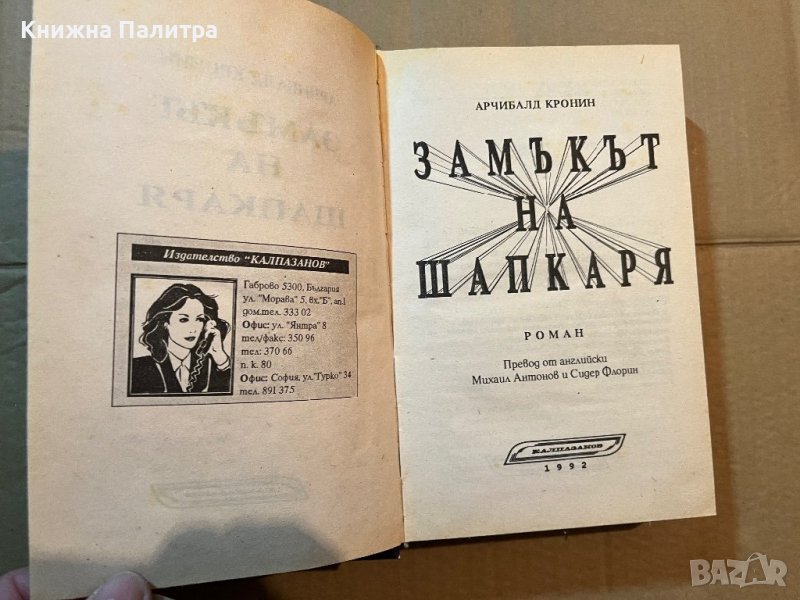 Книжна Палитра
Издателство "КАЛПАЗАНОВ"
Габрово 5300, България
ул. "Морава" 5, вх."Б", ап.1
дом.тел. 333 02
Офис: ул. "Янтра" 8
тел/факс: 350 96
тел: 370 66
п. к. 80
Офис: София, ул."Гурко" 34
тел. 891 375
АРЧИБАЛД КРОНИН
ЗАМЪКЪТ
НА
ШАПКАРЯ
РОМАН
Превод от английски
Михаил Антонов и Сидер Флорин
КАЛПАЗАНОВ
1992
BAZAR